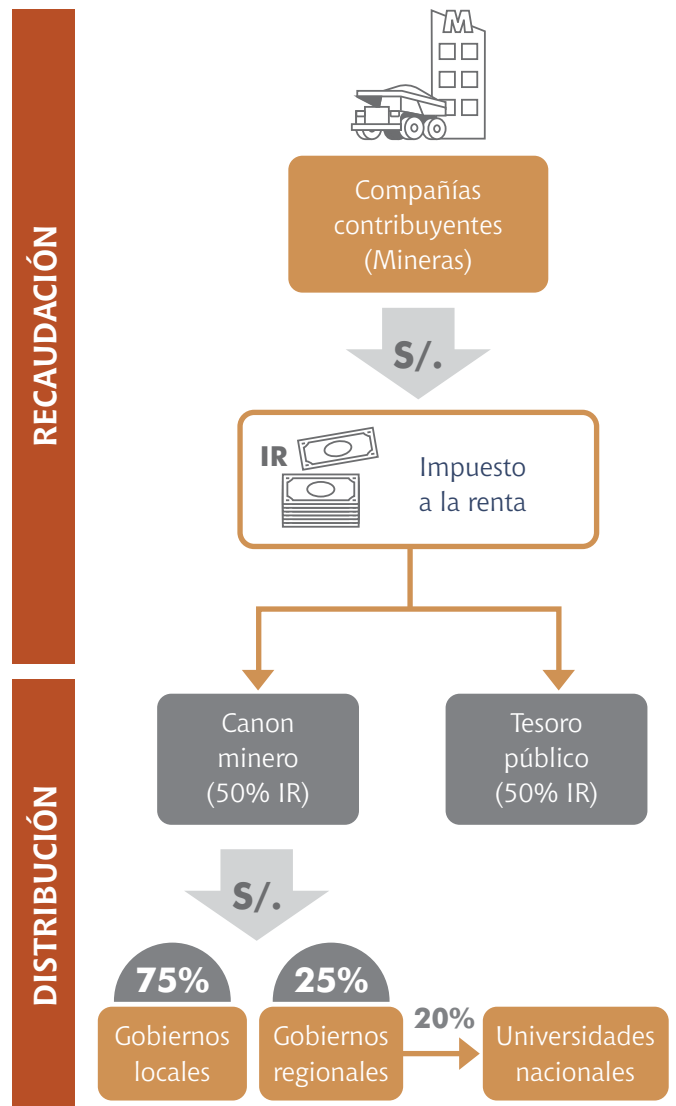 M
RECAUDACIÓN
Compañías
contribuyentes
(Mineras)
S/.
IR
Impuesto
a la renta
DISTRIBUCIÓN
Canon
minero
(50% IR)
Tesoro
público
(50% IR)
S/.
75%
Gobiernos
locales
25%
Gobiernos
regionales
20%
Universidades
nacionales